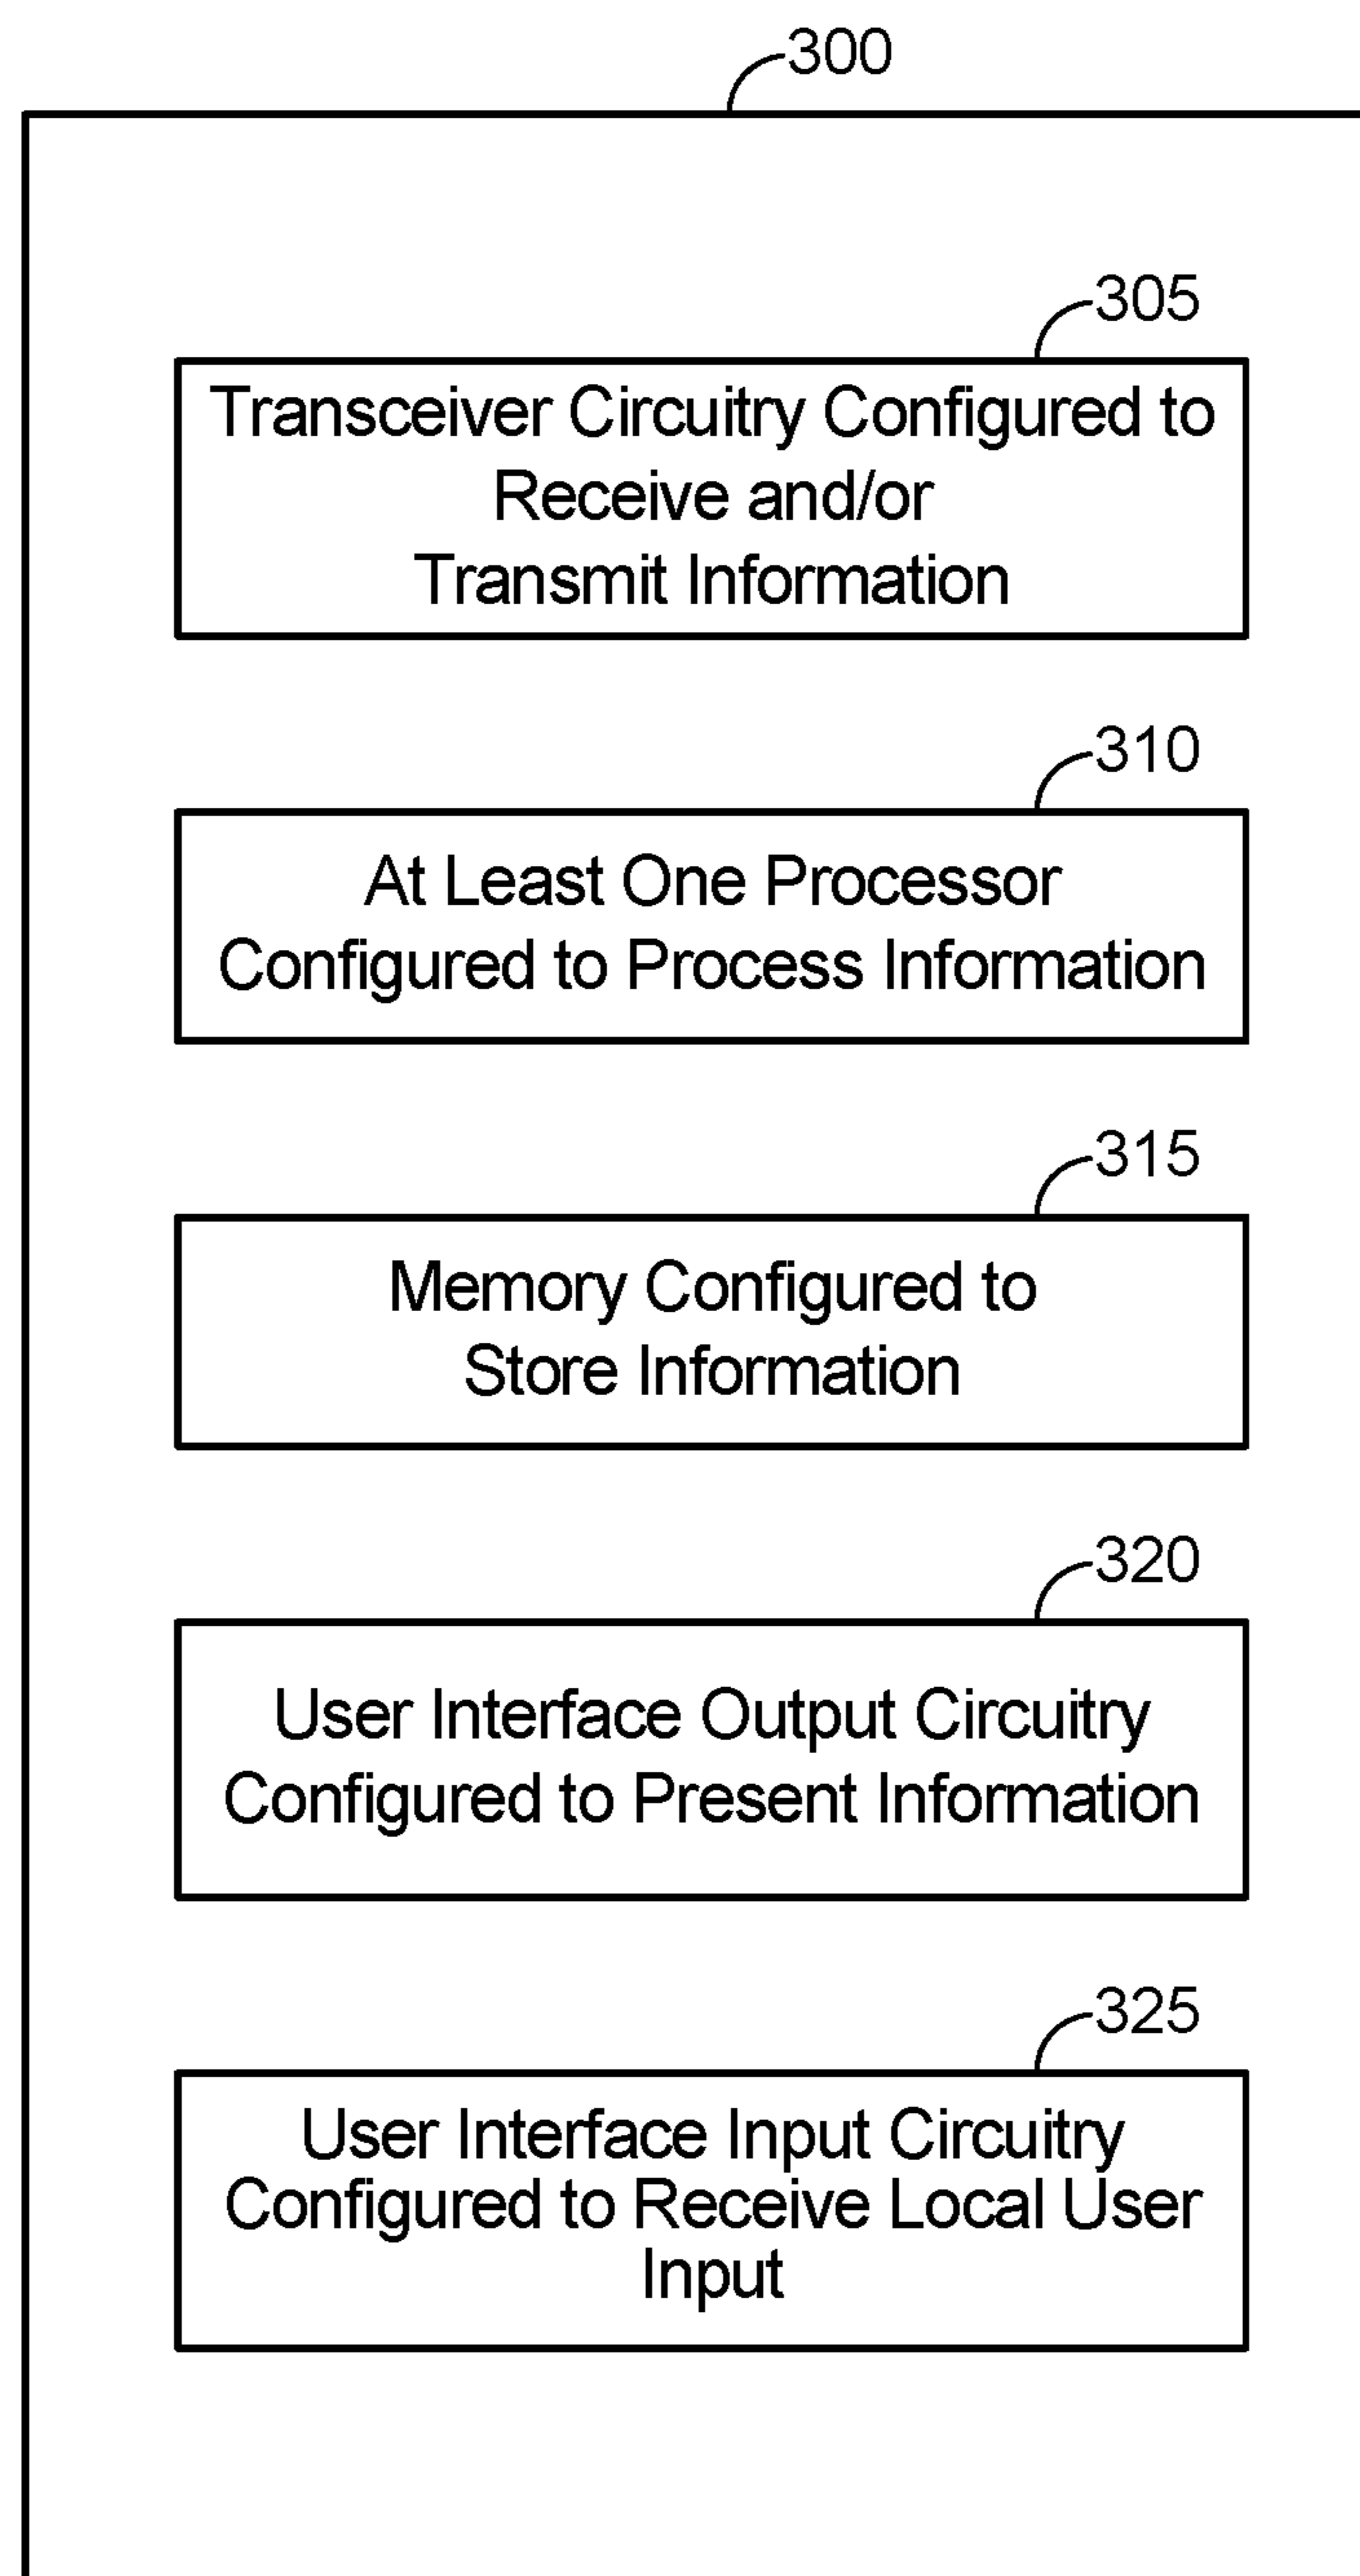 300
305
Transceiver Circuitry Configured to
Receive and/or
Transmit Information
310
At Least One Processor
Configured to Process Information
315
Memory Configured to
Store Information
320
User Interface Output Circuitry
Configured to Present Information
325
User Interface Input Circuitry
Configured to Receive Local User
Input